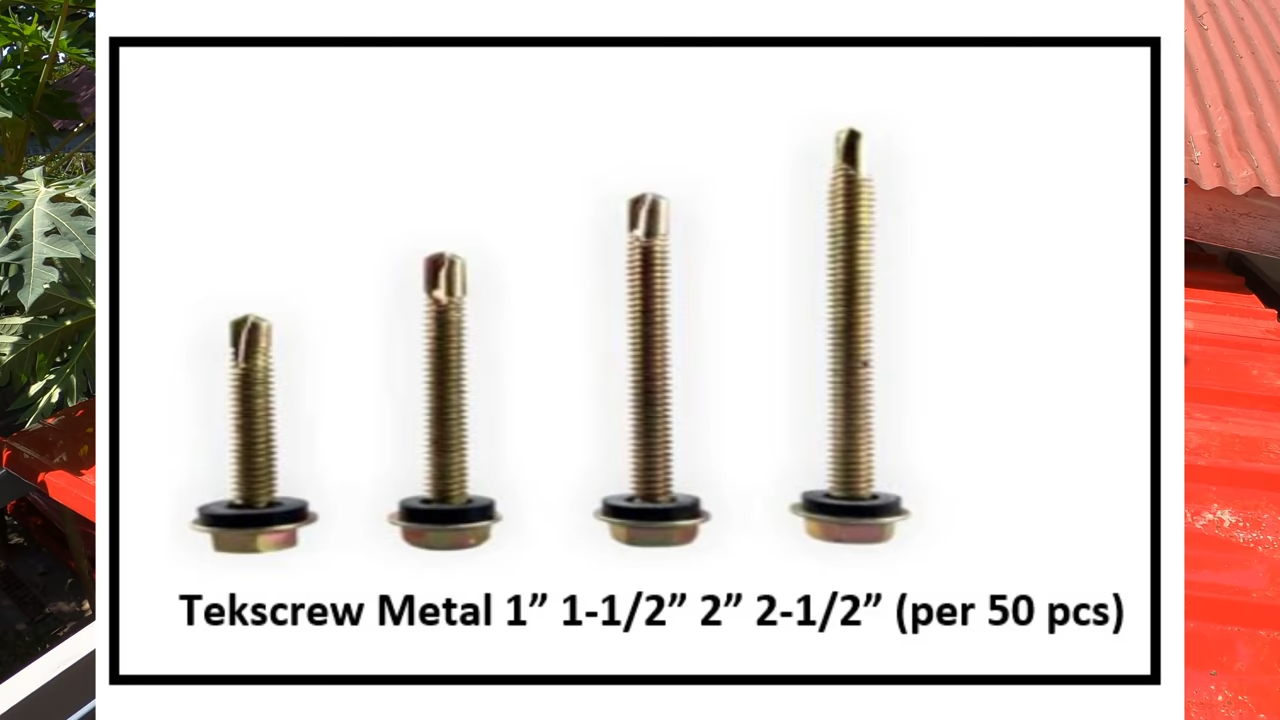 Tekscrew Metal 1” 1-1/2” 2” 2-1/2” (per 50 pcs)